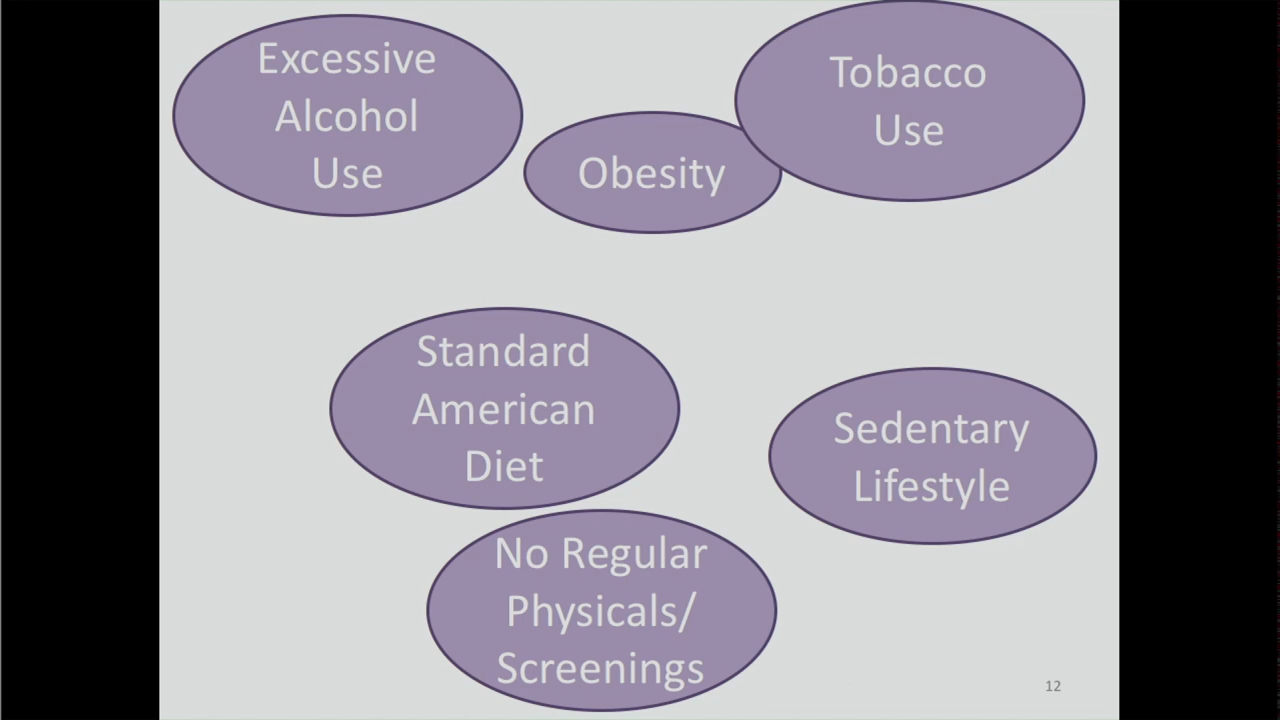 Excessive
Alcohol
Use
Obesity
Tobacco
Use
Standard
American
Diet
Sedentary
Lifestyle
No Regular
Physicals/
Screenings
12